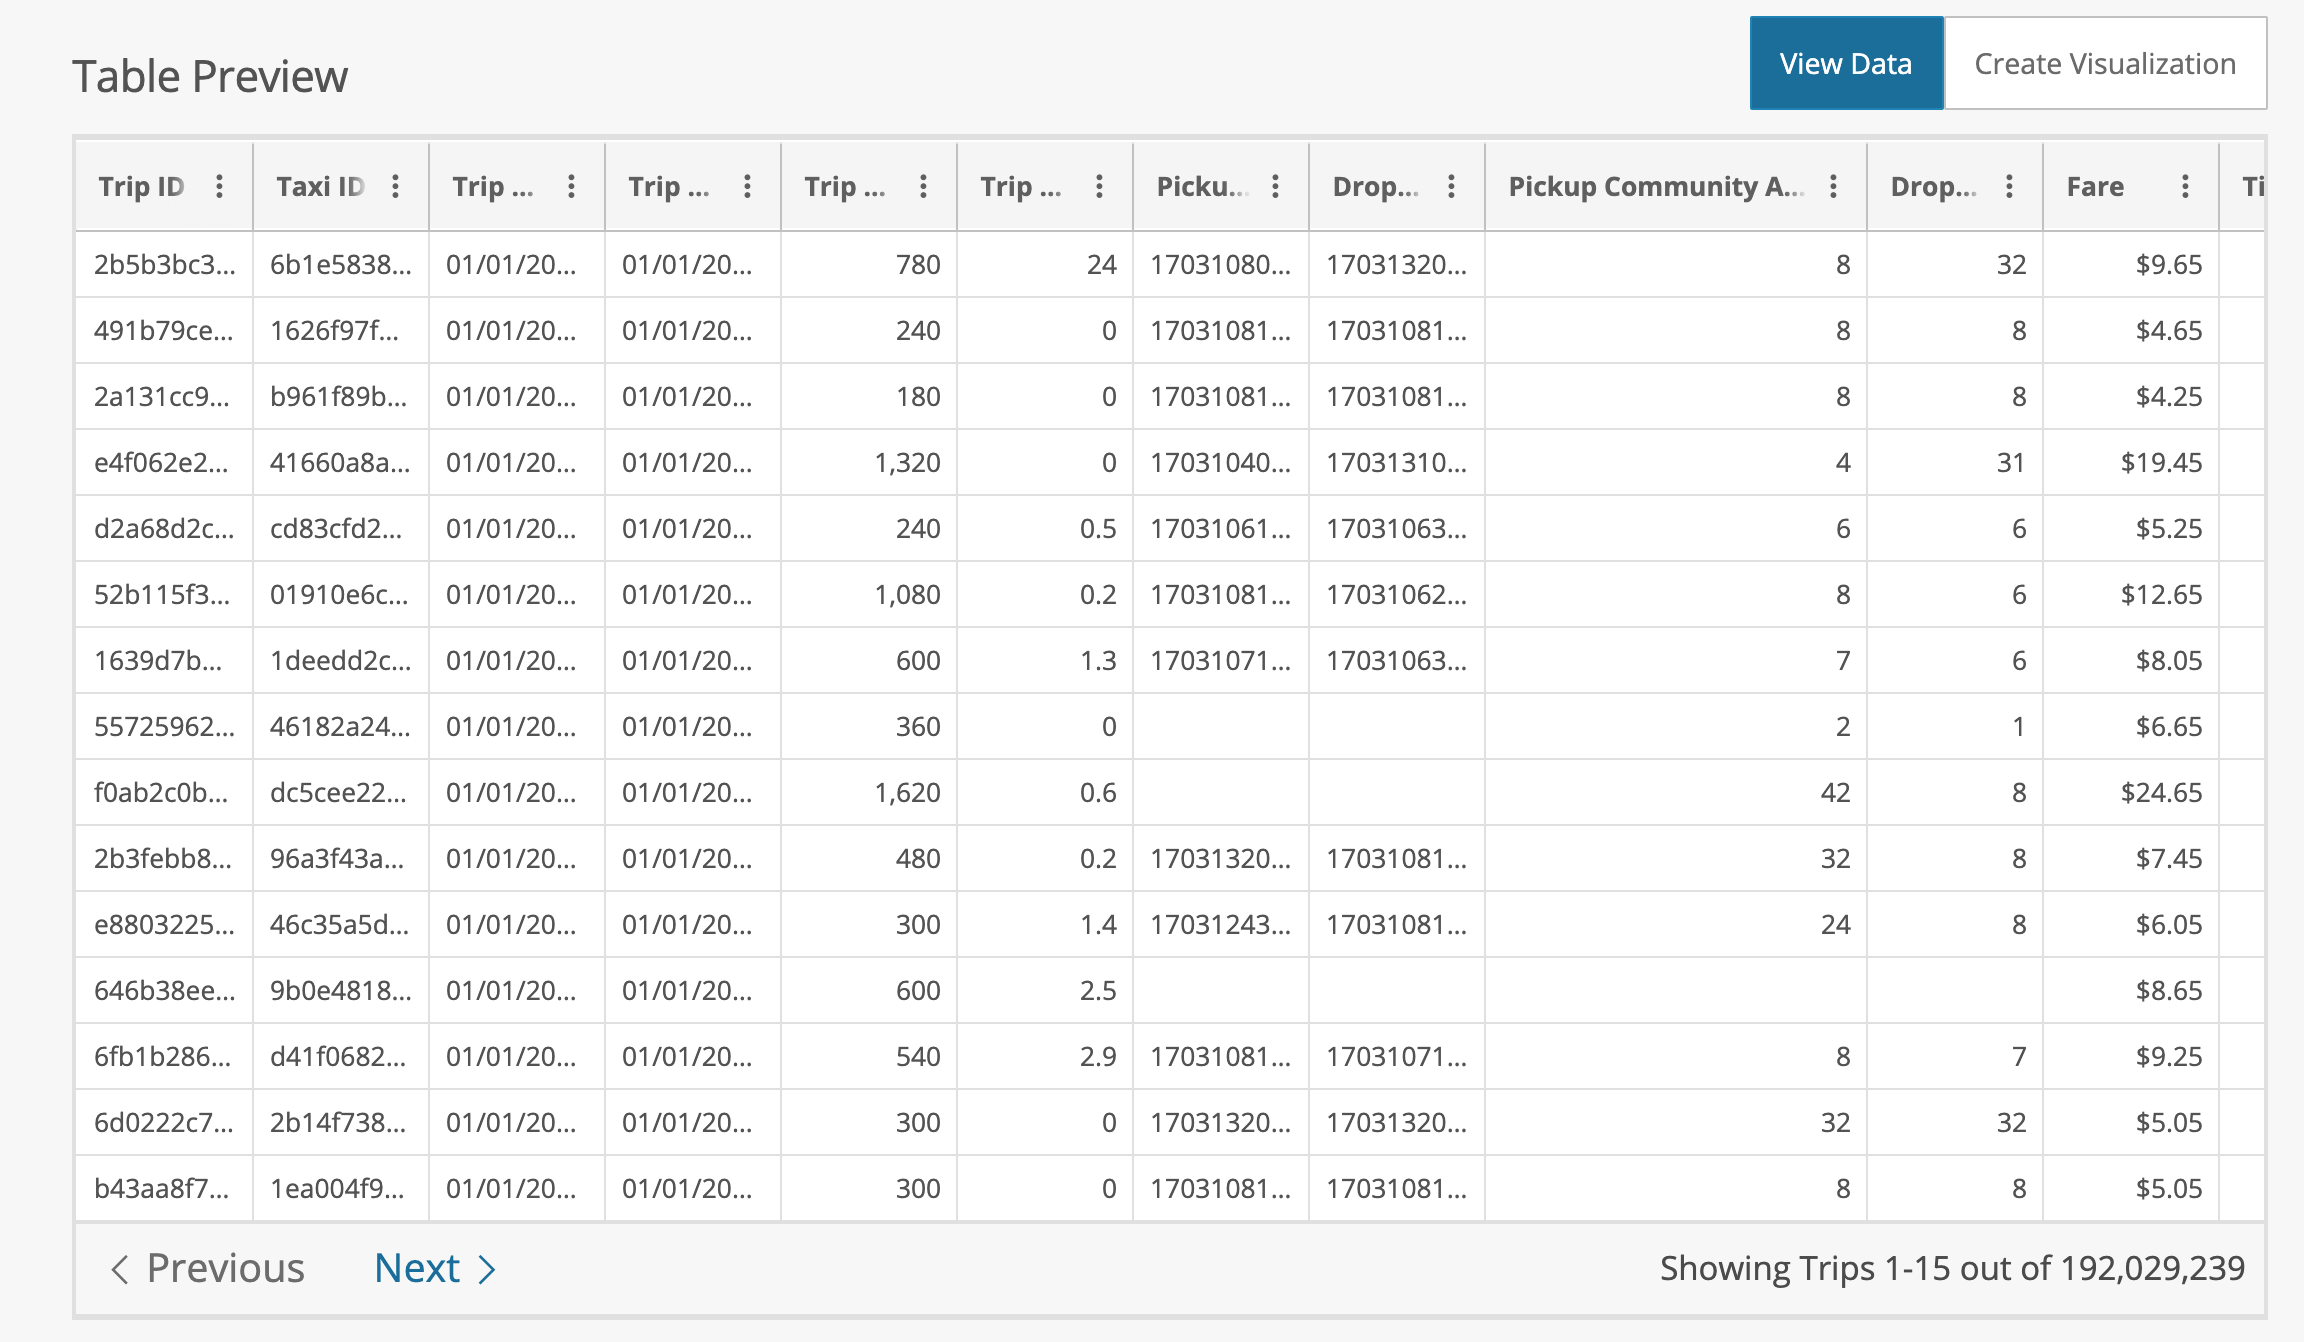 View Data Create Visualization
Table Preview
Trip ID Taxi ID Trip ... Trip ... Trip ... Trip ... Picku... Drop... Pickup Community A... Drop... Fare Ti
2b5b3bc3... 6b1e5838... 01/01/20... 01/01/20... 780 24 17031080... 17031320... 8 32 $9.65
491b79ce... 1626f97f... 01/01/20... 01/01/20... 240 0 17031081... 17031081... 8 8 $4.65
2a131cc9... b961f89b... 01/01/20... 01/01/20... 180 0 17031081... 17031081... 8 8 $4.25
e4f062e2... 41660a8a... 01/01/20... 01/01/20... 1,320 0 17031040... 17031310... 4 31 $19.45
d2a68d2c... cd83cfd2... 01/01/20... 01/01/20... 240 0.5 17031061... 17031063... 6 6 $5.25
52b115f3... 01910e6c... 01/01/20... 01/01/20... 1,080 0.2 17031081... 17031062... 8 6 $12.65
1639d7b... 1deedd2c... 01/01/20... 01/01/20... 600 1.3 17031071... 17031063... 7 6 $8.05
55725962... 46182a24... 01/01/20... 01/01/20... 360 0 2 1 $6.65
f0ab2c0b... dc5cee22... 01/01/20... 01/01/20... 1,620 0.6 42 8 $24.65
2b3febb8... 96a3f43a... 01/01/20... 01/01/20... 480 0.2 17031320... 17031081... 32 8 $7.45
e8803225... 46c35a5d... 01/01/20... 01/01/20... 300 1.4 17031243... 17031081... 24 8 $6.05
646b38ee... 9b0e4818... 01/01/20... 01/01/20... 600 2.5 $8.65
6fb1b286... d41f0682... 01/01/20... 01/01/20... 540 2.9 17031081... 17031071... 8 7 $9.25
6d0222c7... 2b14f738... 01/01/20... 01/01/20... 300 0 17031320... 17031320... 32 32 $5.05
b43aa8f7... 1ea004f9... 01/01/20... 01/01/20... 300 0 17031081... 17031081... 8 8 $5.05
Previous Next Showing Trips 1-15 out of 192,029,239